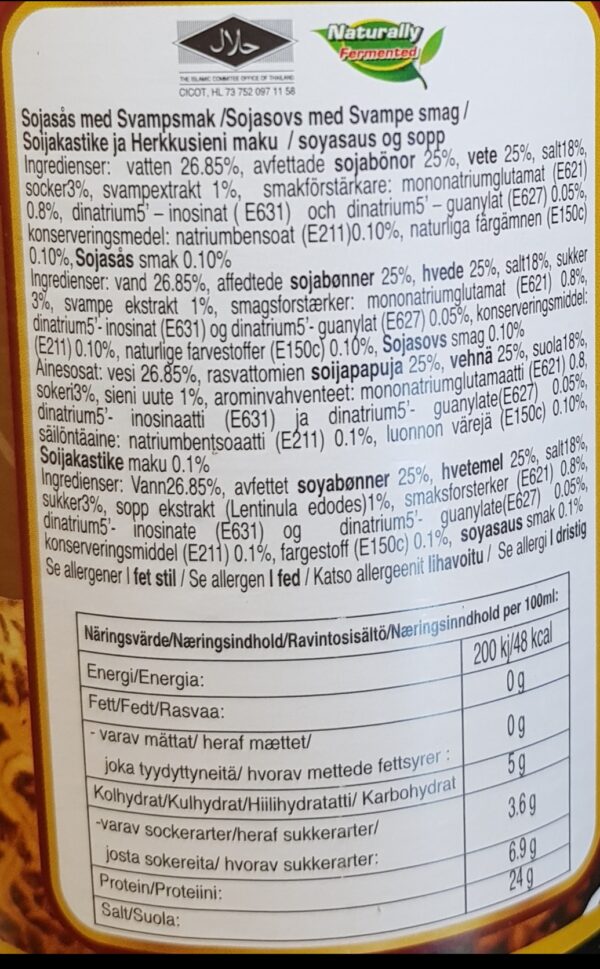 حلال
Naturally
Fermented
THE ISLAMIC COMMITTEE OFFICE OF THAILAND
CICOT, HL 73 752 097 11 58
Sojasås med Svampsmak /Sojasovs med Svampe smag /
Soijakastike ja Herkkusieni maku / soyasaus og sopp
Ingredienser: vatten 26.85%, avfettade sojabönor 25%, vete 25%, salt18%,
socker3%, svampextrakt 1%, smakförstärkare: mononatriumglutamat (E621)
0.8%, dinatrium5' – inosinat ( E631) och dinatrium5' – guanylat (E627) 0.05%,
konserveringsmedel: natriumbensoat (E211)0.10%, naturliga färgämnen (E150c)
0.10%, Sojasås smak 0.10%
Ingredienser: vand 26.85%, affedtede sojabønner 25%, hvede 25%, salt18%, sukker
3%, svampe ekstrakt 1%, smagsforstærker: mononatriumglutamat (E621) 0.8%,
dinatrium5'- inosinat (E631) og dinatrium5'- guanylat (E627) 0.05%, konserveringsmiddel:
(E211) 0.10%, naturlige farvestoffer (E150c) 0.10%, Sojasovs smag 0.10%
Ainesosat: vesi 26.85%, rasvattomien soijapapuja 25%, vehnä 25%, suola18%,
sokeri3%, sieni uute 1%, arominvahventeet: mononatriumglutamaatti (E621) 0.8,
dinatrium5'- inosinaatti (E631) ja dinatrium5'- guanylate(E627) 0.05%,
säilöntäaine: natriumbentsoaatti (E211) 0.1%, luonnon värejä (E150c) 0.10%,
Soijakastike maku 0.1%
Ingredienser: Vann26.85%, avfettet soyabønner 25%, hvetemel 25%, salt18%,
sukker3%, sopp ekstrakt (Lentinula edodes)1%, smaksforsterker (E621) 0.8%,
dinatrium5'- inosinate (E631) og dinatrium5'- guanylate(E627) 0.05%,
konserveringsmiddel (E211) 0.1%, fargestoff (E150c) 0.1%, soyasaus smak 0.1%
Se allergener I fet stil / Se allergen I fed / Katso allergeenit lihavoitu / Se allergi I dristig
Näringsvärde/Næringsindhold/Ravintosisältö/Næringsinndhold per 100ml:
Energi/Energia: 200 kj/48 kcal
Fett/Fedt/Rasvaa: 0 g
- varav mättat/ heraf mættet/
joka tyydyttyneitä/ hvorav mettede fettsyrer : 0 g
Kolhydrat/Kulhydrat/Hiilihydratatti/ Karbohydrat 5 g
-varav sockerarter/heraf sukkerarter/
josta sokereita/ hvorav sukkerarter: 3.6 g
Protein/Proteiini: 6.9 g
Salt/Suola: 24 g